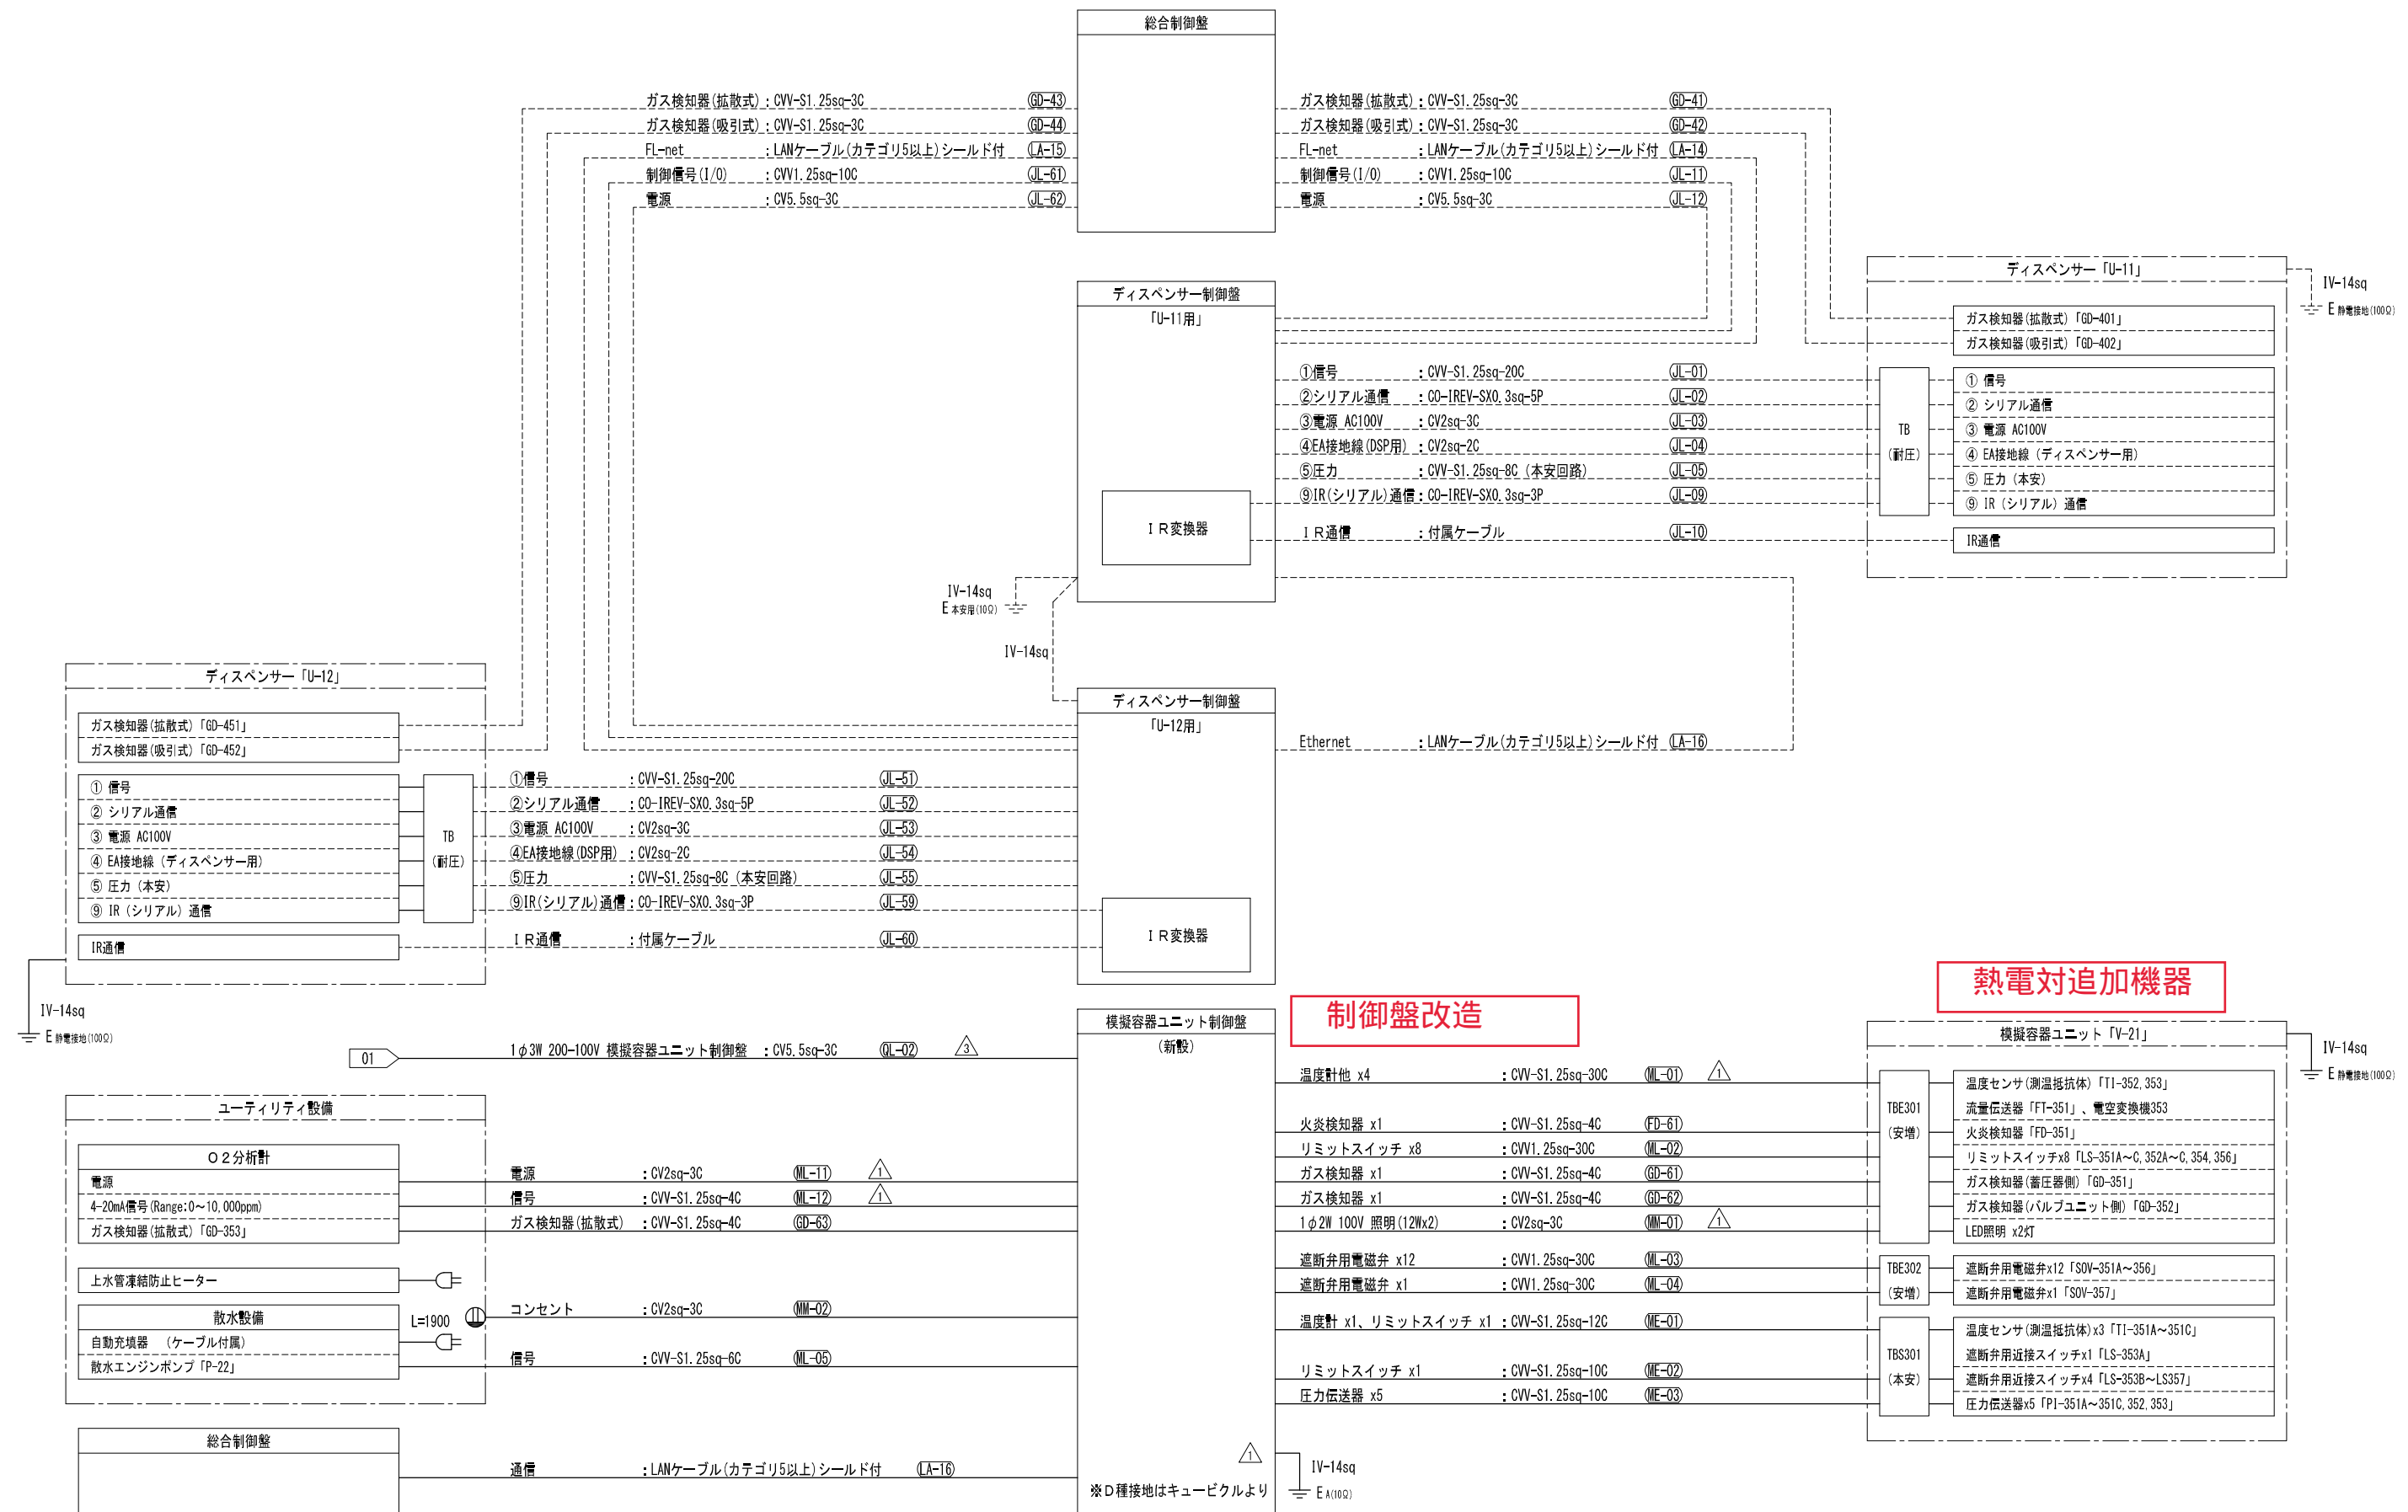 総合制御盤
ガス検知器(拡散式) : CVV-S1.25sq-3C (GD-43)
ガス検知器(吸引式) : CVV-S1.25sq-3C (GD-44)
FL-net : LANケーブル(カテゴリ5以上)シールド付 (LA-15)
制御信号(I/O) : CVV1.25sq-10C (JL-61)
電源 : CV5.5sq-3C (JL-62)
ガス検知器(拡散式) : CVV-S1.25sq-3C (GD-41)
ガス検知器(吸引式) : CVV-S1.25sq-3C (GD-42)
FL-net : LANケーブル(カテゴリ5以上)シールド付 (LA-14)
制御信号(I/O) : CVV1.25sq-10C (JL-11)
電源 : CV5.5sq-3C (JL-12)
ディスペンサー制御盤
「U-11用」
①信号 : CVV-S1.25sq-20C (JL-01)
②シリアル通信 : CO-IREV-SX0.3sq-5P (JL-02)
③電源 AC100V : CV2sq-3C (JL-03)
④EA接地線(DSP用) : CV2sq-2C (JL-04)
⑤圧力 : CVV-S1.25sq-8C (本安回路) (JL-05)
⑨IR(シリアル)通信 : CO-IREV-SX0.3sq-3P (JL-09)
IR変換器
IR通信 : 付属ケーブル (JL-10)
ディスペンサー「U-11」
IV-14sq
E 静電接地(100Ω)
ガス検知器(拡散式)「GD-401」
ガス検知器(吸引式)「GD-402」
TB
(耐圧)
① 信号
② シリアル通信
③ 電源 AC100V
④ EA接地線 (ディスペンサー用)
⑤ 圧力 (本安)
⑨ IR (シリアル) 通信
IR通信
IV-14sq
E 本安用(10Ω)
IV-14sq
ディスペンサー「U-12」
ガス検知器(拡散式)「GD-451」
ガス検知器(吸引式)「GD-452」
① 信号
② シリアル通信
③ 電源 AC100V
④ EA接地線 (ディスペンサー用)
⑤ 圧力 (本安)
⑨ IR (シリアル) 通信
IR通信
TB
(耐圧)
IV-14sq
E 静電接地(100Ω)
①信号 : CVV-S1.25sq-20C (JL-51)
②シリアル通信 : CO-IREV-SX0.3sq-5P (JL-52)
③電源 AC100V : CV2sq-3C (JL-53)
④EA接地線(DSP用) : CV2sq-2C (JL-54)
⑤圧力 : CVV-S1.25sq-8C (本安回路) (JL-55)
⑨IR(シリアル)通信 : CO-IREV-SX0.3sq-3P (JL-59)
IR通信 : 付属ケーブル (JL-60)
ディスペンサー制御盤
「U-12用」
IR変換器
Ethernet : LANケーブル(カテゴリ5以上)シールド付 (LA-16)
制御盤改造
熱電対追加機器
模擬容器ユニット制御盤
(新設)
01
1φ3W 200-100V 模擬容器ユニット制御盤 : CV5.5sq-3C (QL-02) 3
ユーティリティ設備
O2分析計
電源
4-20mA信号(Range:0~10,000ppm)
ガス検知器(拡散式)「GD-353」
上水管凍結防止ヒーター
散水設備
自動充填器 (ケーブル付属)
散水エンジンポンプ「P-22」
L=1900
電源 : CV2sq-3C (ML-11) 1
信号 : CVV-S1.25sq-4C (ML-12) 1
ガス検知器(拡散式) : CVV-S1.25sq-4C (GD-63)
コンセント : CV2sq-3C (MM-02)
信号 : CVV-S1.25sq-6C (ML-05)
総合制御盤
通信 : LANケーブル(カテゴリ5以上)シールド付 (LA-16)
温度計他 x4 : CVV-S1.25sq-30C (ML-01) 1
火炎検知器 x1 : CVV-S1.25sq-4C (FD-61)
リミットスイッチ x8 : CVV1.25sq-30C (ML-02)
ガス検知器 x1 : CVV-S1.25sq-4C (GD-61)
ガス検知器 x1 : CVV-S1.25sq-4C (GD-62)
1φ2W 100V 照明(12Wx2) : CV2sq-3C (MM-01) 1
遮断弁用電磁弁 x12 : CVV1.25sq-30C (ML-03)
遮断弁用電磁弁 x1 : CVV1.25sq-30C (ML-04)
温度計 x1、リミットスイッチ x1 : CVV-S1.25sq-12C (ME-01)
リミットスイッチ x1 : CVV-S1.25sq-10C (ME-02)
圧力伝送器 x5 : CVV-S1.25sq-10C (ME-03)
1
※D種接地はキュービクルより
IV-14sq
E A(10Ω)
模擬容器ユニット「V-21」
IV-14sq
E 静電接地(100Ω)
TBE301
(安増)
温度センサ(測温抵抗体)「TI-352,353」
流量伝送器「FT-351」、電空変換機353
火炎検知器「FD-351」
リミットスイッチx8「LS-351A~C,352A~C,354,356」
ガス検知器(蓄圧器側)「GD-351」
ガス検知器(バルブユニット側)「GD-352」
LED照明 x2灯
TBE302
(安増)
遮断弁用電磁弁x12「SOV-351A~356」
遮断弁用電磁弁x1「SOV-357」
TBS301
(本安)
温度センサ(測温抵抗体)x3「TI-351A~351C」
遮断弁用近接スイッチx1「LS-353A」
遮断弁用近接スイッチx4「LS-353B~LS357」
圧力伝送器x5「PI-351A~351C,352,353」